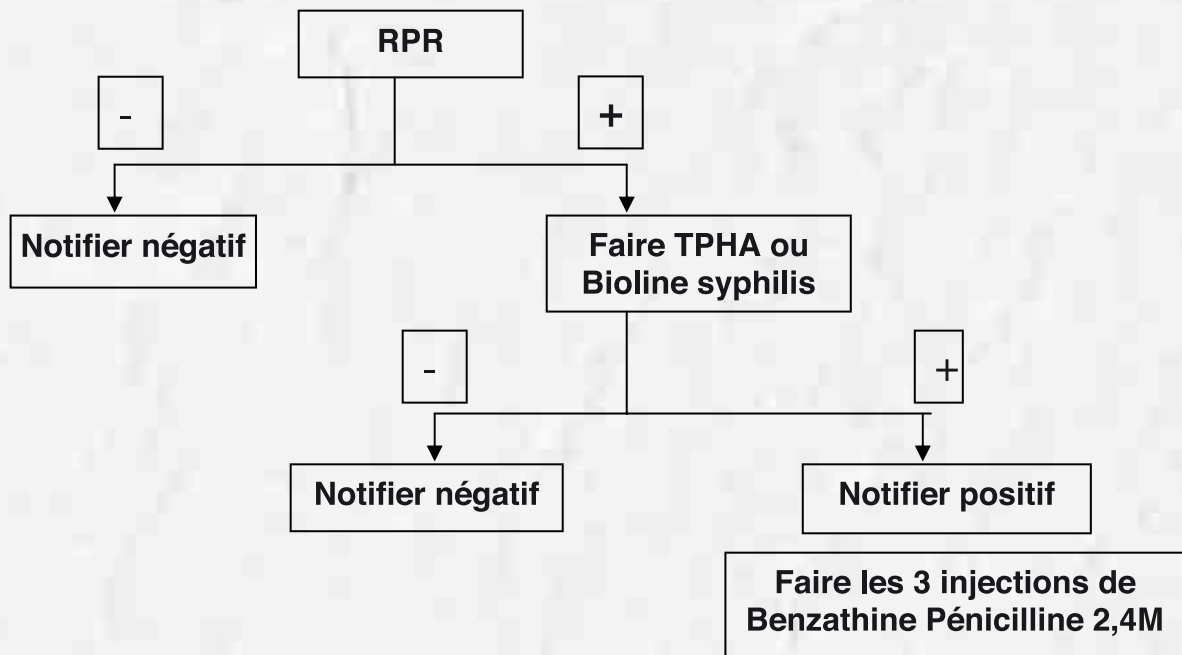 RPR
-
+
Notifier négatif
Faire TPHA ou
Bioline syphilis
-
+
Notifier négatif
Notifier positif
Faire les 3 injections de
Benzathine Pénicilline 2,4M